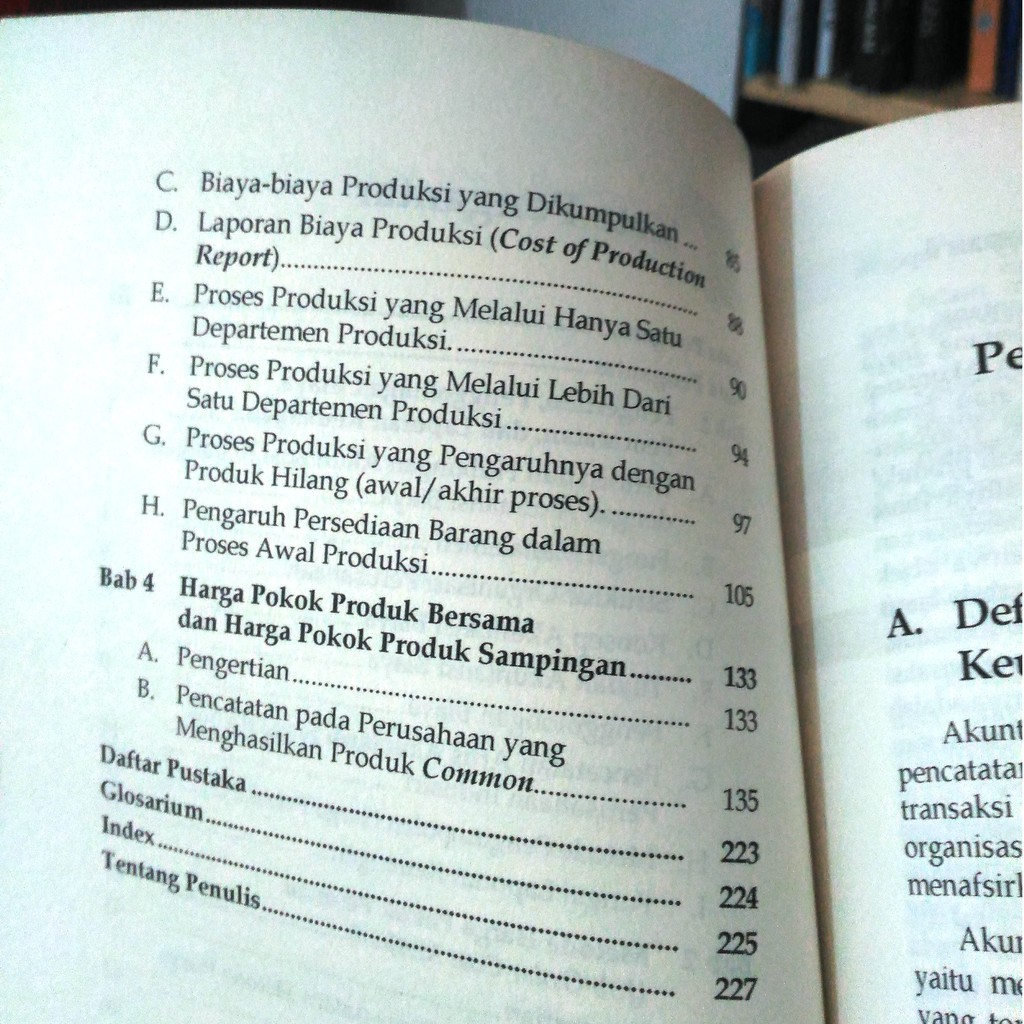 C. Biaya-biaya Produksi yang Dikumpulkan ... 85
D. Laporan Biaya Produksi (Cost of Production
Report)........................................................ 88
E. Proses Produksi yang Melalui Hanya Satu
Departemen Produksi................................. 90
F. Proses Produksi yang Melalui Lebih Dari
Satu Departemen Produksi......................... 94
G. Proses Produksi yang Pengaruhnya dengan
Produk Hilang (awal/akhir proses). ............ 97
H. Pengaruh Persediaan Barang dalam
Proses Awal Produksi................................... 105
Bab 4 Harga Pokok Produk Bersama
dan Harga Pokok Produk Sampingan......... 133
A. Pengertian..................................................... 133
B. Pencatatan pada Perusahaan yang
Menghasilkan Produk Common.................... 135
Daftar Pustaka ........................................................ 223
Glosarium................................................................ 224
Index........................................................................ 225
Tentang Penulis....................................................... 227
Pe
A. Def
Ket
Akunt
pencatatan
transaksi
organisas
menafsirk
Akun
yaitu me
yang